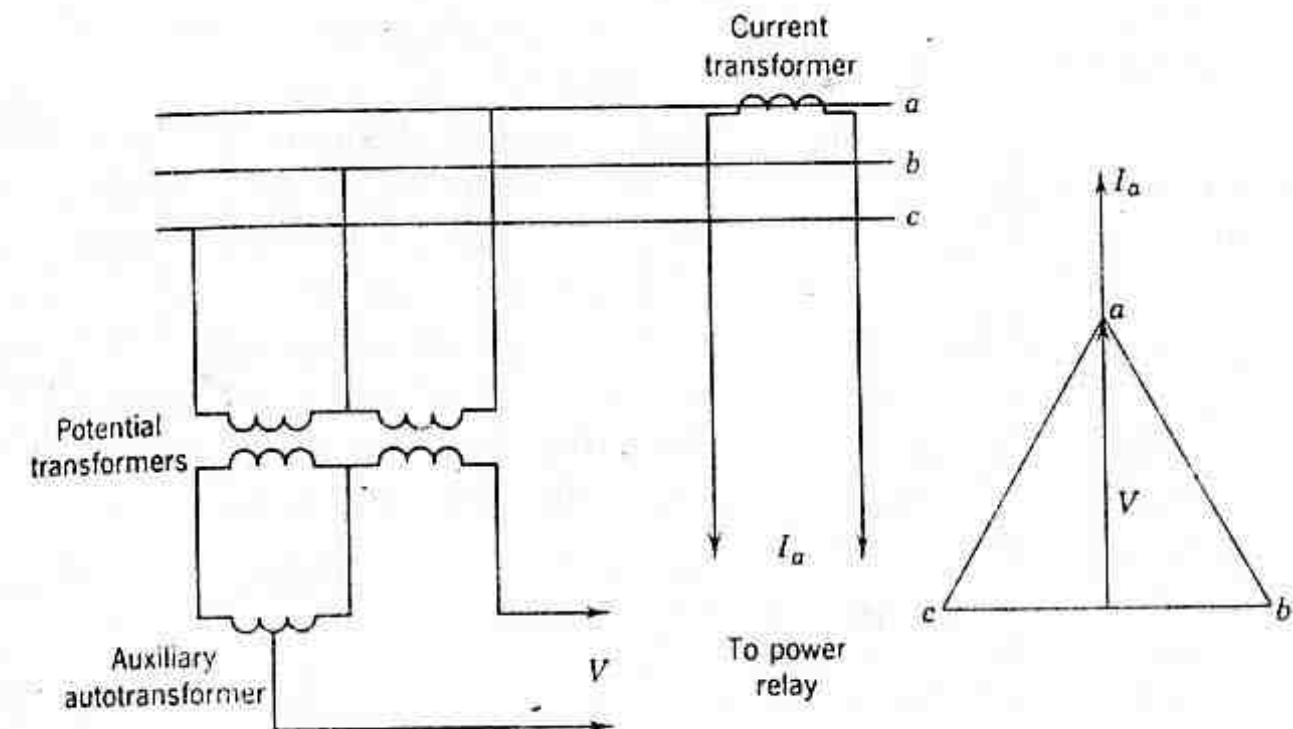 Current
transformer
a
b
c
Iₐ
a
Potential
transformers
V
Iₐ
c
b
Auxiliary
autotransformer
V
To power
relay